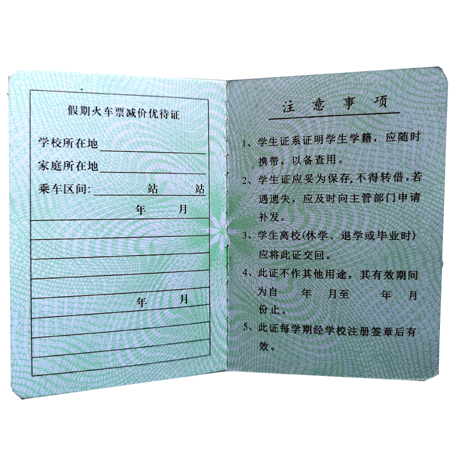 假期火车票减价优待证
学校所在地
家庭所在地
乘车区间: 站 站
年 月
年 月
注意事项
1、学生证系证明学生学籍，应随时
携带，以备查用。
2、学生证应妥为保存,不得转借,若
遇遗失，应及时向主管部门申请
补发。
3、学生离校(休学、退学或毕业时)
应将此证交回。
4、此证不作其他用途，其有效期间
为自 年 月至 年 月
份止。
5、此证每学期经学校注册签章后有
效。